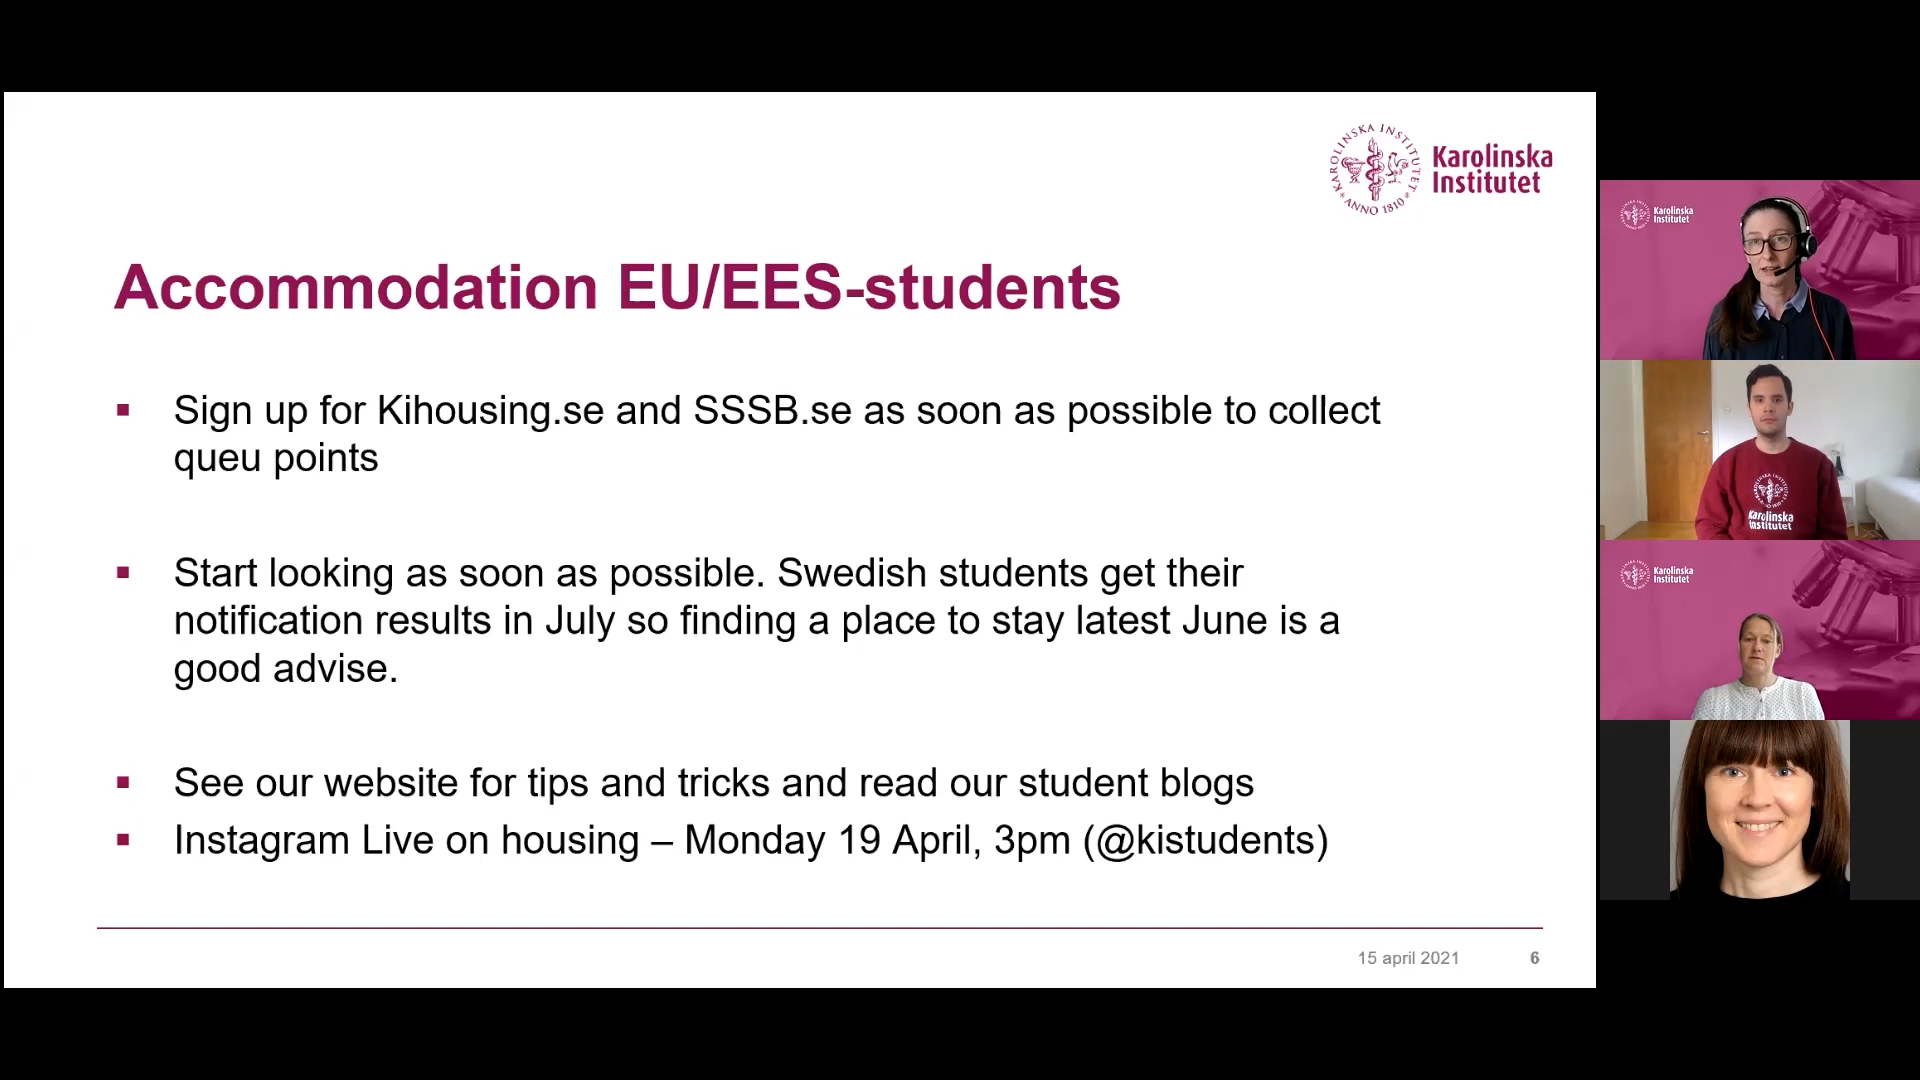 KAROLINSKA INSTITUTET
ANNO 1810
Karolinska
Institutet
Accommodation EU/EES-students
Sign up for Kihousing.se and SSSB.se as soon as possible to collect
queu points
Start looking as soon as possible. Swedish students get their
notification results in July so finding a place to stay latest June is a
good advise.
See our website for tips and tricks and read our student blogs
Instagram Live on housing – Monday 19 April, 3pm (@kistudents)
15 april 2021
6
Karolinska
Institutet
Karolinska
Institutet
Karolinska
Institutet